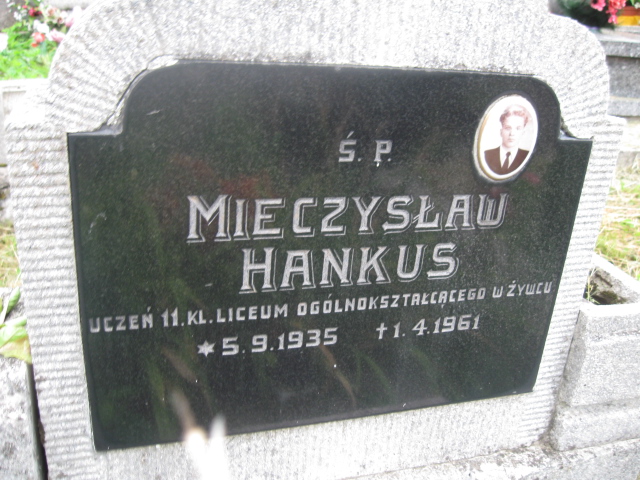 Ś. P.
MIECZYSŁAW
HANKUS
UCZEŃ 11. KL. LICEUM OGÓLNOKSZTAŁCĄCEGO W ŻYWCU
* 5.9.1935 † 1.4.1961